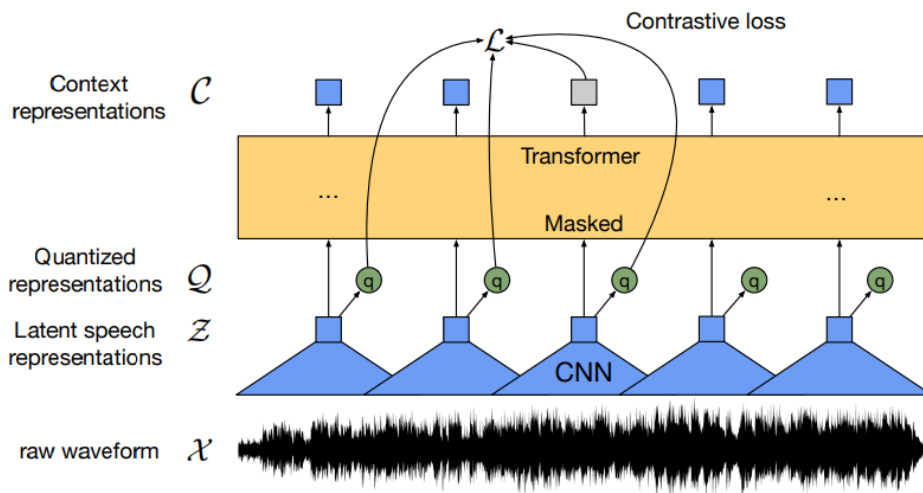 Contrastive loss
ℒ
Context
representations 𝒞
Transformer
... ...
Masked
Quantized
representations 𝒬
q q q q q
Latent speech
representations 𝒵
CNN
raw waveform 𝒳